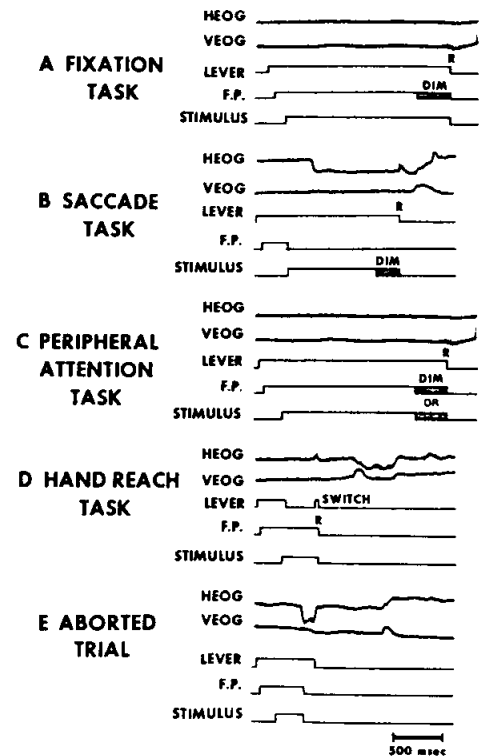 HEOG
VEOG
R
A FIXATION
TASK
LEVER
DIM
F.P.
STIMULUS
HEOG
VEOG
B SACCADE
TASK
R
LEVER
F.P.
DIM
STIMULUS
HEOG
VEOG
C PERIPHERAL
ATTENTION
TASK
R
LEVER
DIM
F.P.
OR
STIMULUS
HEOG
VEOG
D HAND REACH
TASK
LEVER
SWITCH
R
F.P.
STIMULUS
HEOG
VEOG
E ABORTED
TRIAL
LEVER
F.P.
STIMULUS
500 msec